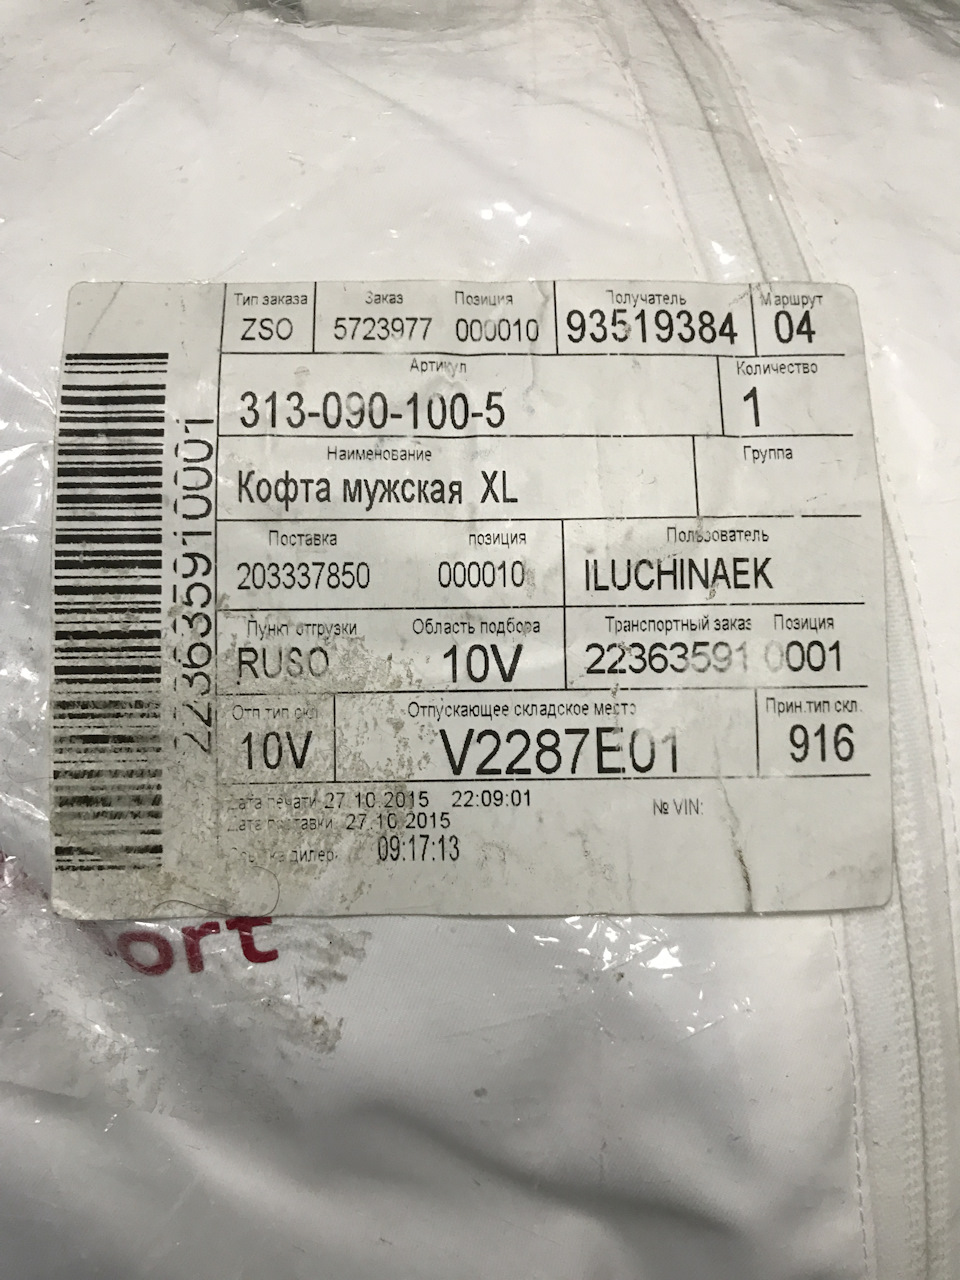 Тип заказа Заказ Позиция Получатель Маршрут
ZSO 5723977 000010 93519384 04
Артикул Количество
313-090-100-5 1
Наименование Группа
Кофта мужская XL
Поставка позиция Пользователь
203337850 000010 ILUCHINAEK
Пункт отгрузки Область подбора Транспортный заказ Позиция
RUSO 10V 22363591 0001
Отп.тип скл Отпускающее складское место Прин.тип скл.
10V V2287E01 916
Дата печати 27.10.2015 22:09:01
Дата поставки 27.10.2015 № VIN:
дилер 09:17:13
223635910001
ort